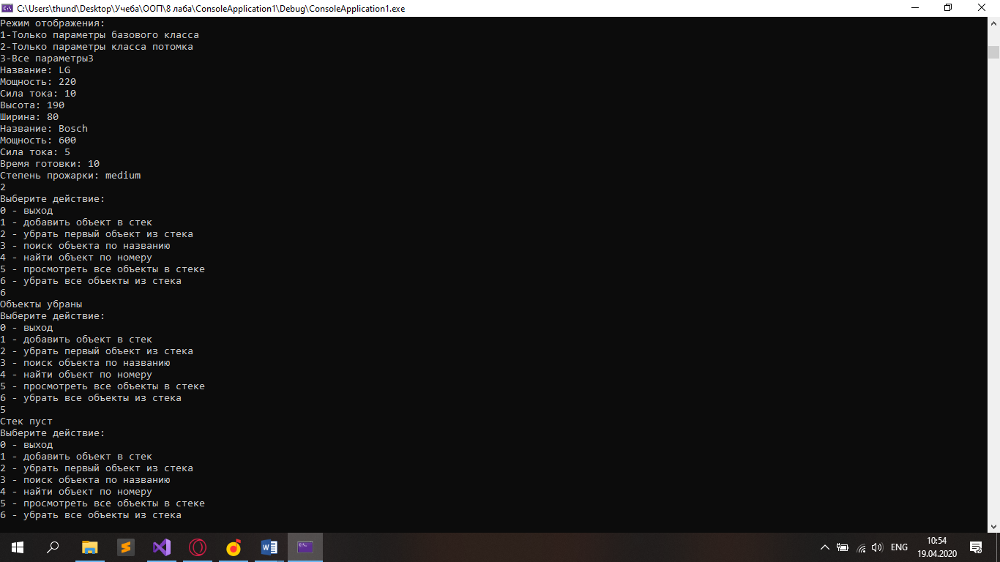 C:\Users\thund\Desktop\Учеба\ООП\8 лаба\ConsoleApplication1\Debug\ConsoleApplication1.exe
Режим отображения:
1-Только параметры базового класса
2-Только параметры класса потомка
3-Все параметры3
Название: LG
Мощность: 220
Сила тока: 10
Высота: 190
Ширина: 80
Название: Bosch
Мощность: 600
Сила тока: 5
Время готовки: 10
Степень прожарки: medium
2
Выберите действие:
0 - выход
1 - добавить объект в стек
2 - убрать первый объект из стека
3 - поиск объекта по названию
4 - найти объект по номеру
5 - просмотреть все объекты в стеке
6 - убрать все объекты из стека
6
Объекты убраны
Выберите действие:
0 - выход
1 - добавить объект в стек
2 - убрать первый объект из стека
3 - поиск объекта по названию
4 - найти объект по номеру
5 - просмотреть все объекты в стеке
6 - убрать все объекты из стека
5
Стек пуст
Выберите действие:
0 - выход
1 - добавить объект в стек
2 - убрать первый объект из стека
3 - поиск объекта по названию
4 - найти объект по номеру
5 - просмотреть все объекты в стеке
6 - убрать все объекты из стека
ENG
10:54
19.04.2020